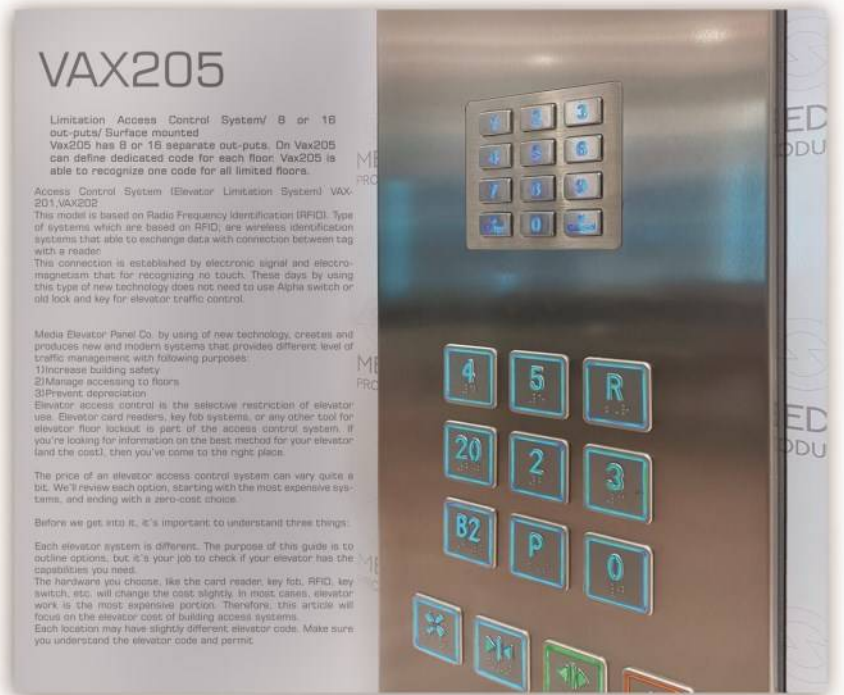 VAX205
Limitation Access Control System/ 8 or 16
out-puts/ Surface mounted
Vax205 has 8 or 16 separate out-puts. On Vax205
can define dedicated code for each floor. Vax205 is
able to recognize one code for all limited floors.
Access Control System (Elevator Limitation System) VAX-
201,VAX202
This model is based on Radio Frequency Identification (RFID). Type
of systems which are based on RFID; are wireless identification
systems that able to exchange data with connection between tag
with a reader.
This connection is established by electronic signal and electro-
magnetism that for recognizing no touch. These days by using
this type of new technology does not need to use Alpha switch or
old lock and key for elevator traffic control.
Media Elevator Panel Co. by using of new technology, creates and
produces new and modern systems that provides different level of
traffic management with following purposes:
1)Increase building safety
2)Manage accessing to floors
3)Prevent depreciation
Elevator access control is the selective restriction of elevator
use. Elevator card readers, key fob systems, or any other tool for
elevator floor lockout is part of the access control system. If
you're looking for information on the best method for your elevator
(and the cost), then you've come to the right place.
The price of an elevator access control system can vary quite a
bit. We'll review each option, starting with the most expensive sys-
tems, and ending with a zero-cost choice.
Before we get into it, it's important to understand three things:
Each elevator system is different. The purpose of this guide is to
outline options, but it's your job to check if your elevator has the
capabilities you need.
The hardware you choose, like the card reader, key fob, RFID, key
switch, etc. will change the cost slightly. In most cases, elevator
work is the most expensive portion. Therefore, this article will
focus on the elevator cost of building access systems.
Each location may have slightly different elevator code. Make sure
you understand the elevator code and permit
1 2 3
4 5 6
7 8 9
0
4 5 R
20 2 3
B2 P 0